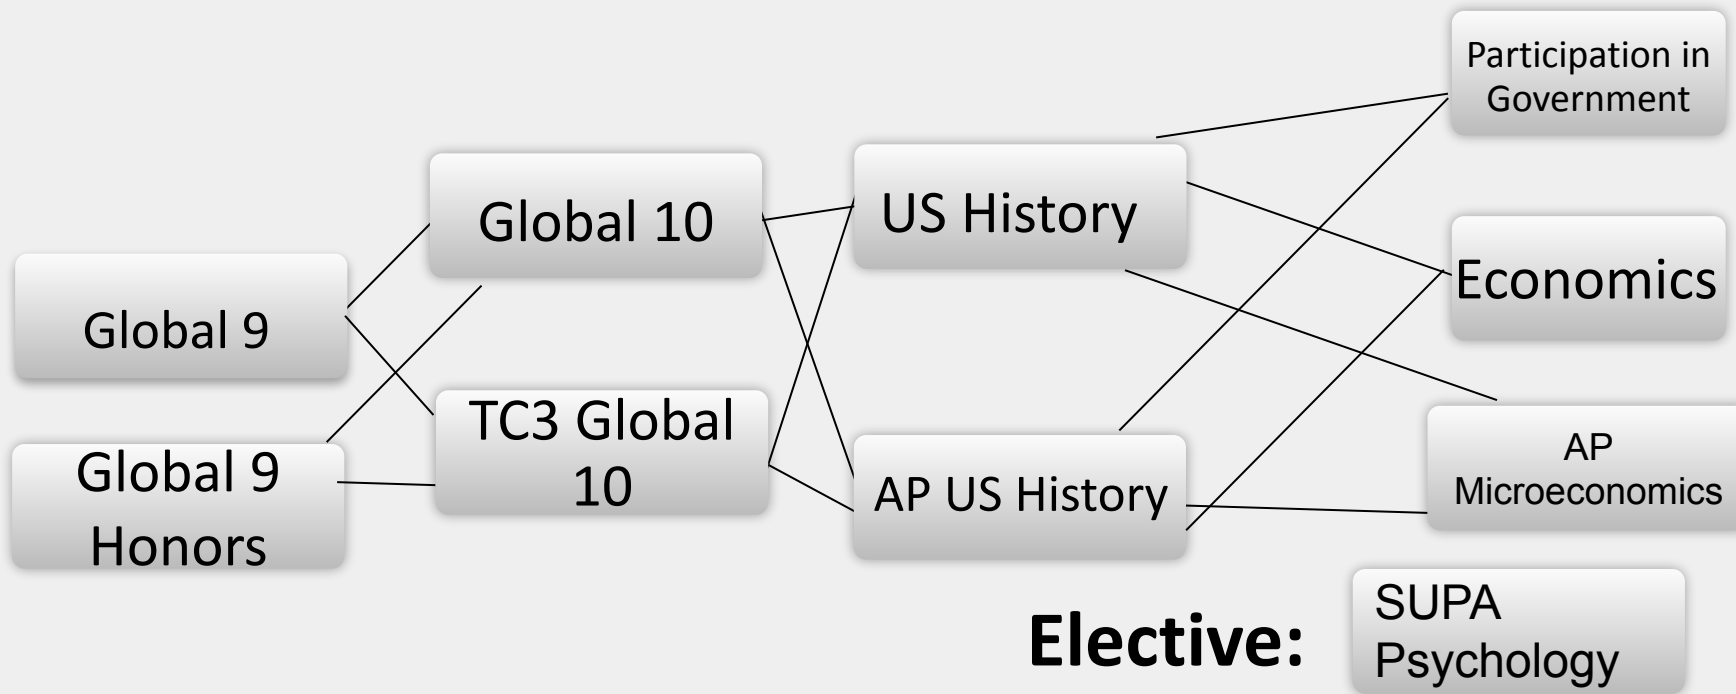 Global 9
Global 9
Honors
Global 10
TC3 Global
10
US History
AP US History
Participation in
Government
Economics
AP
Microeconomics
Elective:
SUPA
Psychology